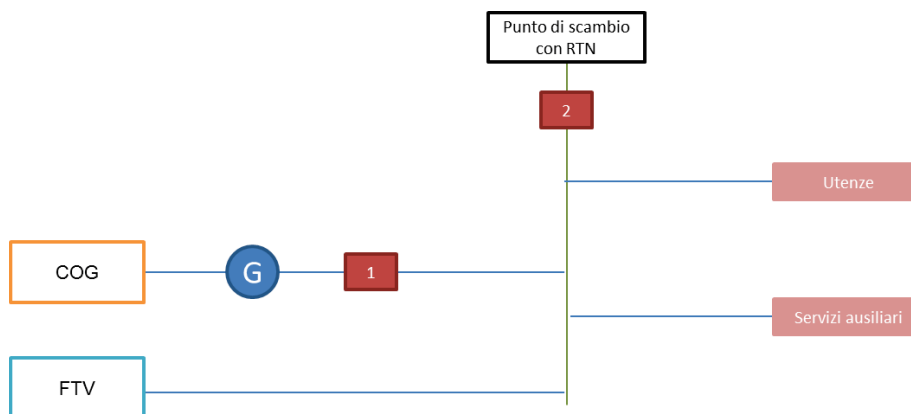 Punto di scambio
con RTN
2
Utenze
COG
G
1
Servizi ausiliari
FTV